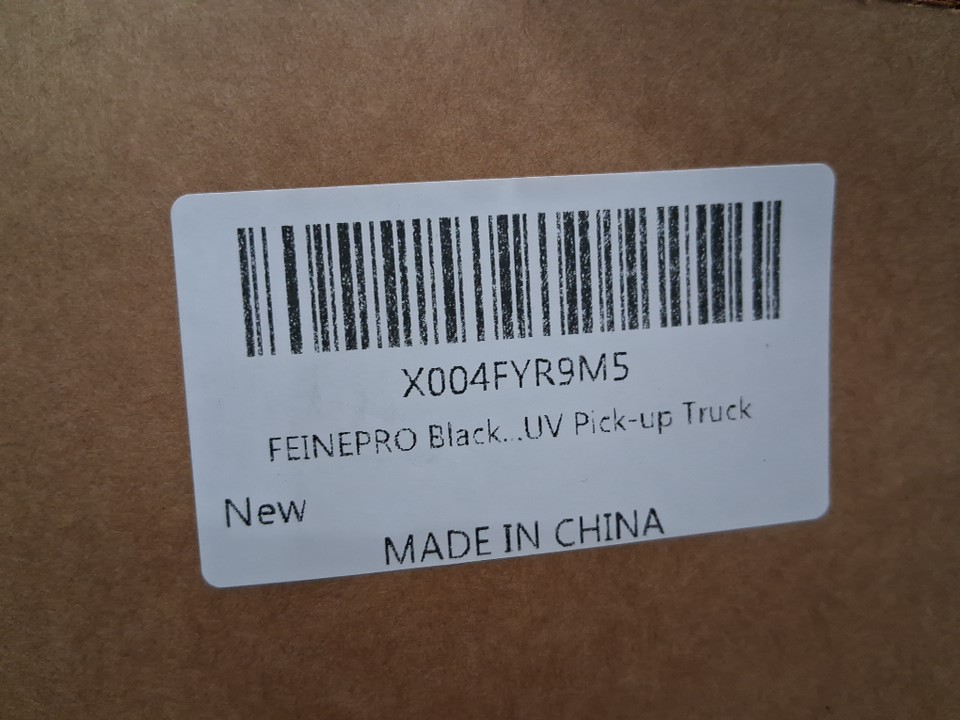 X004FYR9M5
FEINEPRO Black...UV Pick-up Truck
New
MADE IN CHINA